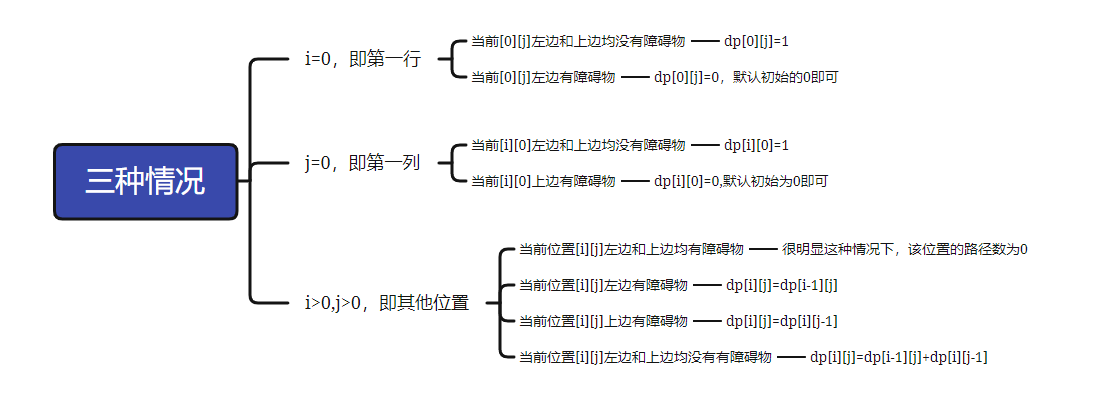 三种情况
i=0，即第一行
当前[0][j]左边和上边均没有障碍物
dp[0][j]=1
当前[0][j]左边有障碍物
dp[0][j]=0，默认初始的0即可
j=0，即第一列
当前[i][0]左边和上边均没有障碍物
dp[i][0]=1
当前[i][0]上边有障碍物
dp[i][0]=0,默认初始为0即可
i>0,j>0，即其他位置
当前位置[i][j]左边和上边均有障碍物
很明显这种情况下，该位置的路径数为0
当前位置[i][j]左边有障碍物
dp[i][j]=dp[i-1][j]
当前位置[i][j]上边有障碍物
dp[i][j]=dp[i][j-1]
当前位置[i][j]左边和上边均没有有障碍物
dp[i][j]=dp[i-1][j]+dp[i][j-1]